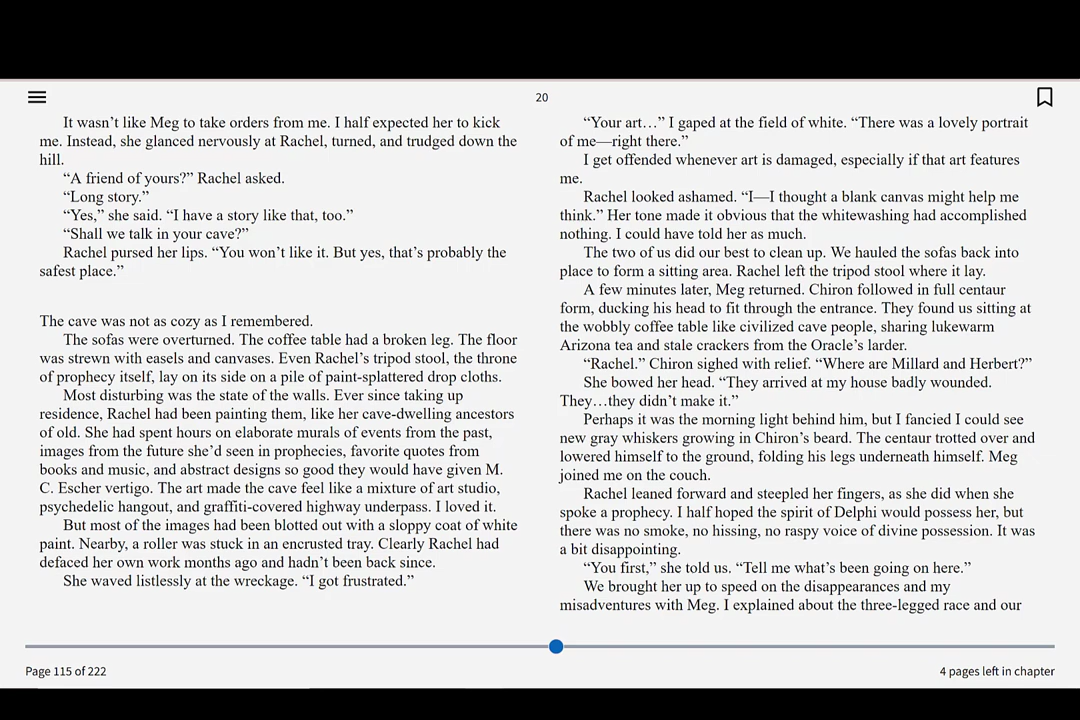 20
It wasn’t like Meg to take orders from me. I half expected her to kick
me. Instead, she glanced nervously at Rachel, turned, and trudged down the
hill.
“A friend of yours?” Rachel asked.
“Long story.”
“Yes,” she said. “I have a story like that, too.”
“Shall we talk in your cave?”
Rachel pursed her lips. “You won’t like it. But yes, that’s probably the
safest place.”
The cave was not as cozy as I remembered.
The sofas were overturned. The coffee table had a broken leg. The floor
was strewn with easels and canvases. Even Rachel’s tripod stool, the throne
of prophecy itself, lay on its side on a pile of paint-splattered drop cloths.
Most disturbing was the state of the walls. Ever since taking up
residence, Rachel had been painting them, like her cave-dwelling ancestors
of old. She had spent hours on elaborate murals of events from the past,
images from the future she’d seen in prophecies, favorite quotes from
books and music, and abstract designs so good they would have given M.
C. Escher vertigo. The art made the cave feel like a mixture of art studio,
psychedelic hangout, and graffiti-covered highway underpass. I loved it.
But most of the images had been blotted out with a sloppy coat of white
paint. Nearby, a roller was stuck in an encrusted tray. Clearly Rachel had
defaced her own work months ago and hadn’t been back since.
She waved listlessly at the wreckage. “I got frustrated.”
“Your art…” I gaped at the field of white. “There was a lovely portrait
of me—right there.”
I get offended whenever art is damaged, especially if that art features
me.
Rachel looked ashamed. “I—I thought a blank canvas might help me
think.” Her tone made it obvious that the whitewashing had accomplished
nothing. I could have told her as much.
The two of us did our best to clean up. We hauled the sofas back into
place to form a sitting area. Rachel left the tripod stool where it lay.
A few minutes later, Meg returned. Chiron followed in full centaur
form, ducking his head to fit through the entrance. They found us sitting at
the wobbly coffee table like civilized cave people, sharing lukewarm
Arizona tea and stale crackers from the Oracle’s larder.
“Rachel.” Chiron sighed with relief. “Where are Millard and Herbert?”
She bowed her head. “They arrived at my house badly wounded.
They…they didn’t make it.”
Perhaps it was the morning light behind him, but I fancied I could see
new gray whiskers growing in Chiron’s beard. The centaur trotted over and
lowered himself to the ground, folding his legs underneath himself. Meg
joined me on the couch.
Rachel leaned forward and steepled her fingers, as she did when she
spoke a prophecy. I half hoped the spirit of Delphi would possess her, but
there was no smoke, no hissing, no raspy voice of divine possession. It was
a bit disappointing.
“You first,” she told us. “Tell me what’s been going on here.”
We brought her up to speed on the disappearances and my
misadventures with Meg. I explained about the three-legged race and our
Page 115 of 222
4 pages left in chapter